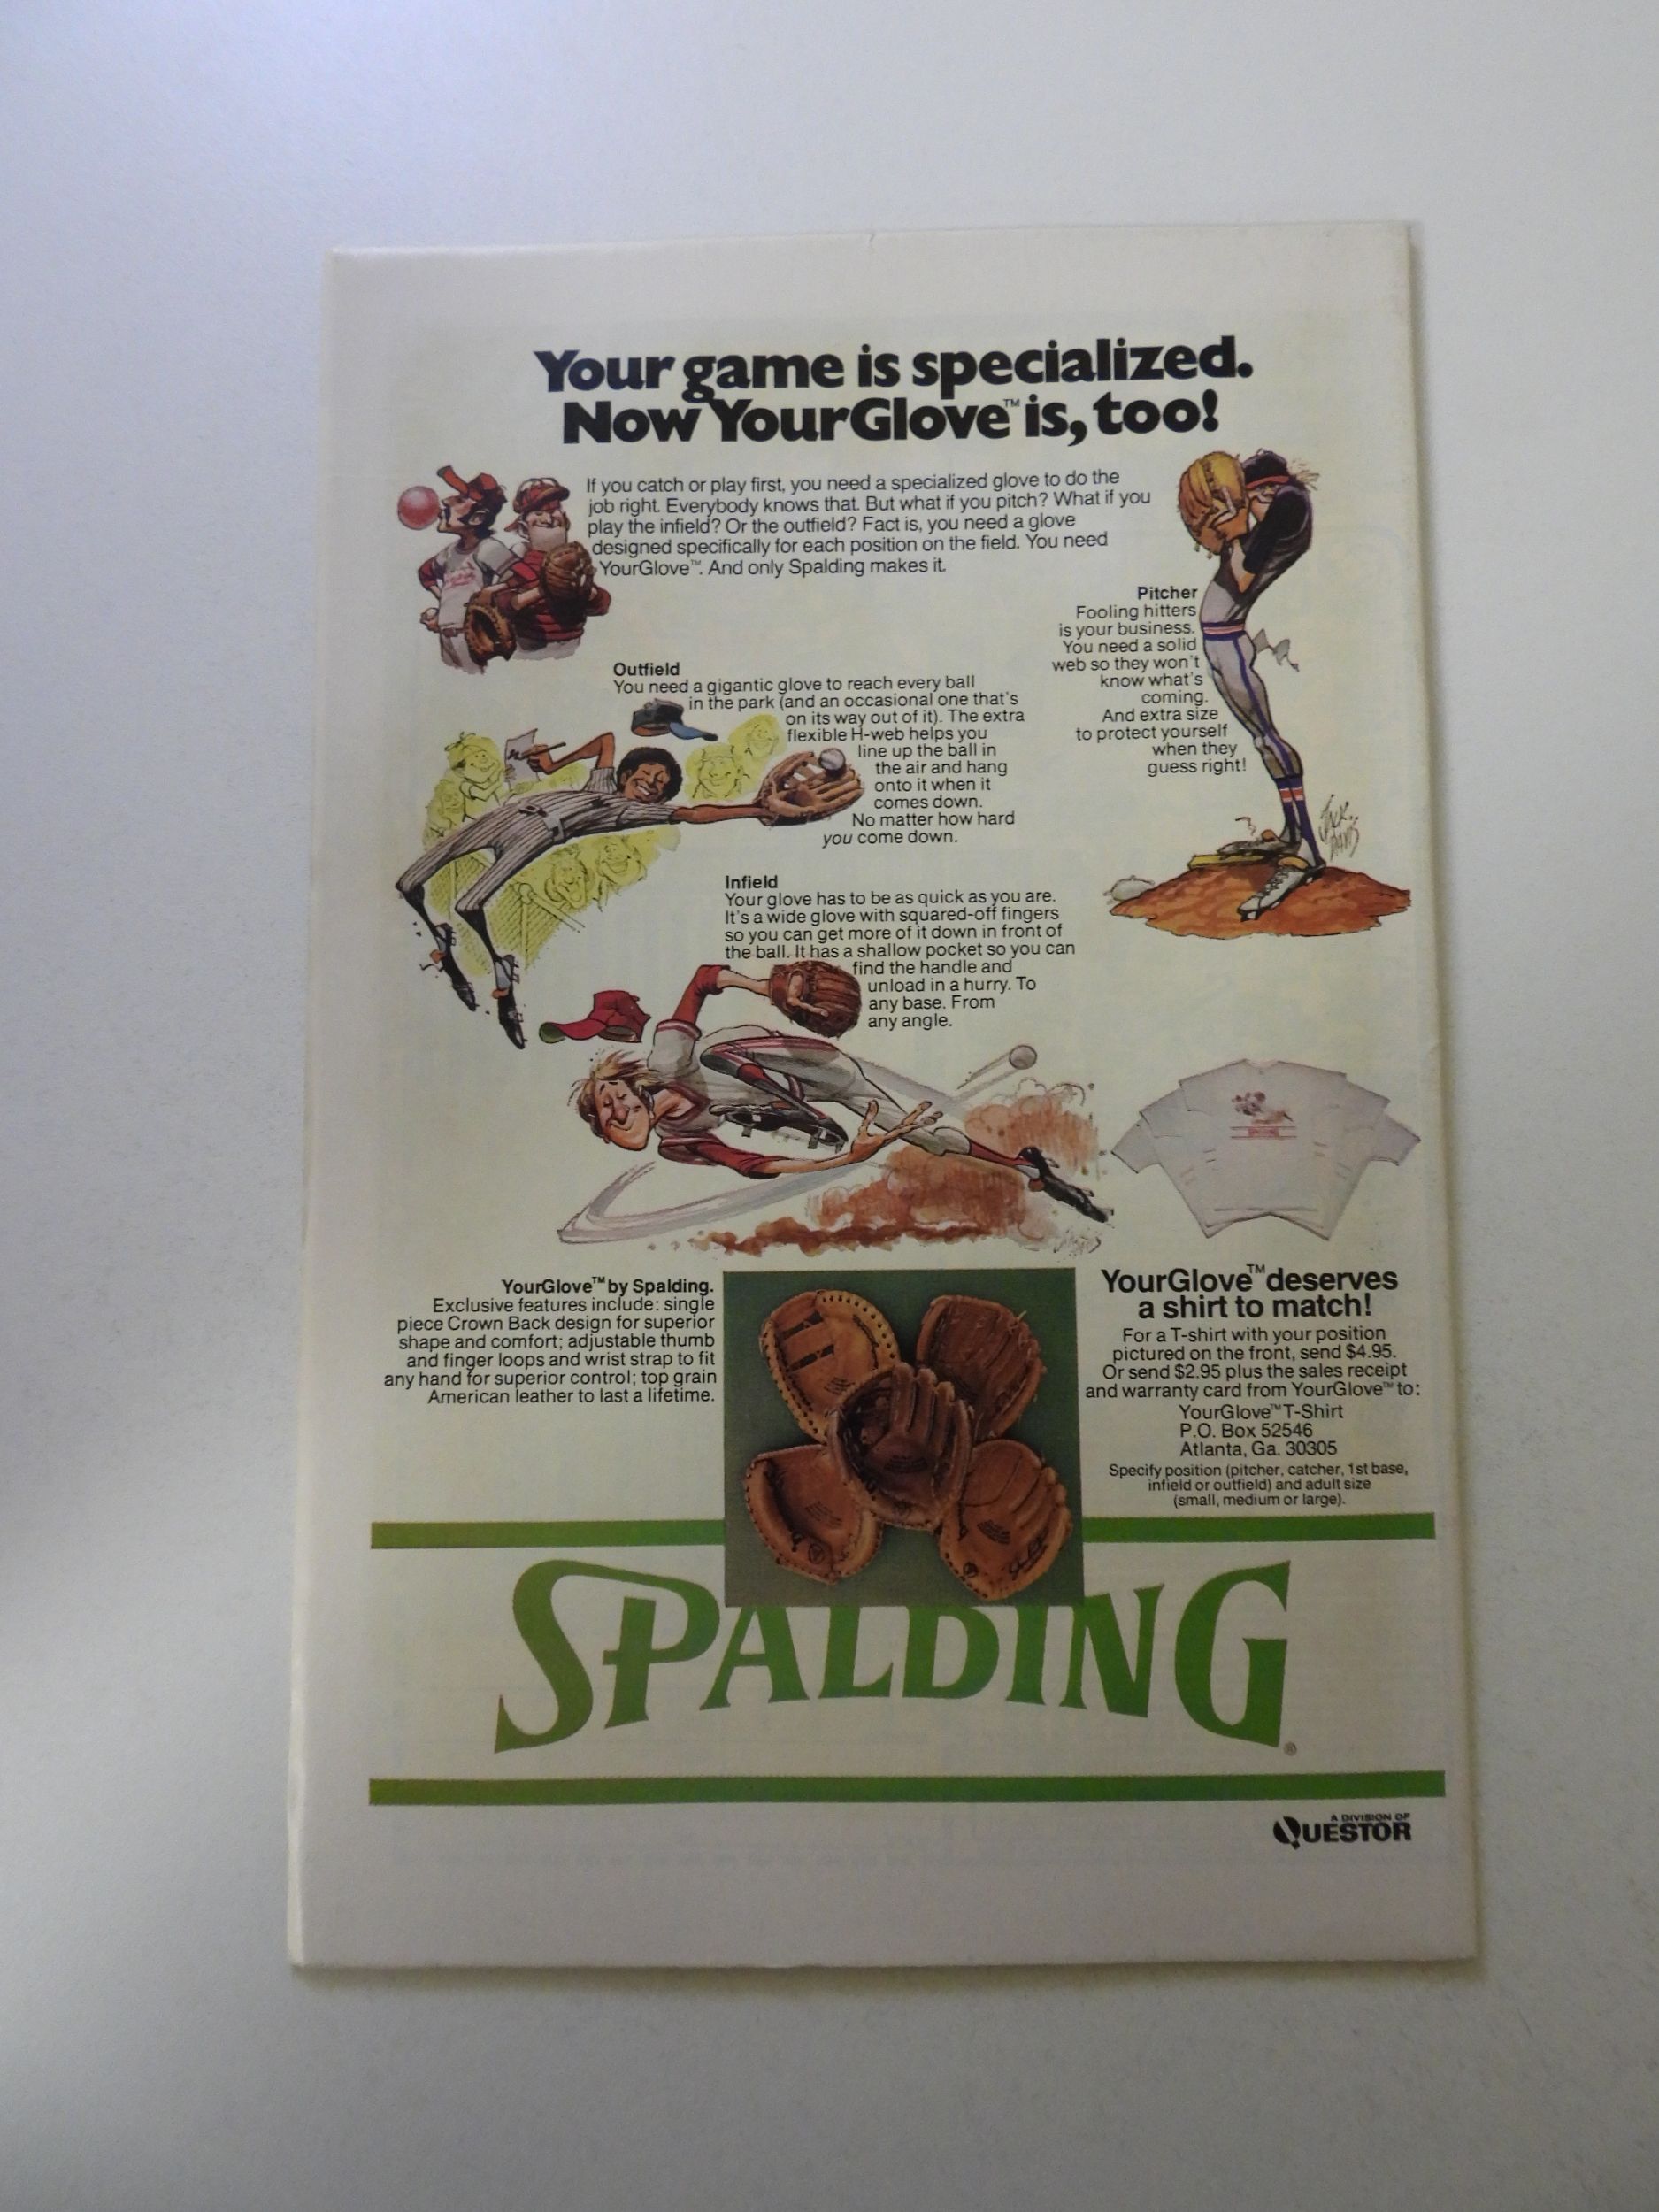 Your game is specialized.
Now YourGlove™ is, too!
If you catch or play first, you need a specialized glove to do the
job right. Everybody knows that. But what if you pitch? What if you
play the infield? Or the outfield? Fact is, you need a glove
designed specifically for each position on the field. You need
YourGlove™. And only Spalding makes it.
Pitcher
Fooling hitters
is your business.
You need a solid
web so they won't
know what's
coming.
And extra size
to protect yourself
when they
guess right!
JACK
DAVIS
Outfield
You need a gigantic glove to reach every ball
in the park (and an occasional one that's
on its way out of it). The extra
flexible H-web helps you
line up the ball in
the air and hang
onto it when it
comes down.
No matter how hard
you come down.
Infield
Your glove has to be as quick as you are.
It's a wide glove with squared-off fingers
so you can get more of it down in front of
the ball. It has a shallow pocket so you can
find the handle and
unload in a hurry. To
any base. From
any angle.
YourGlove™ by Spalding.
Exclusive features include: single
piece Crown Back design for superior
shape and comfort; adjustable thumb
and finger loops and wrist strap to fit
any hand for superior control; top grain
American leather to last a lifetime.
YourGlove™ deserves
a shirt to match!
For a T-shirt with your position
pictured on the front, send $4.95.
Or send $2.95 plus the sales receipt
and warranty card from YourGlove™ to:
YourGlove™ T-Shirt
P.O. Box 52546
Atlanta, Ga. 30305
Specify position (pitcher, catcher, 1st base,
infield or outfield) and adult size
(small, medium or large).
SPALDING®
A DIVISION OF
QUESTOR